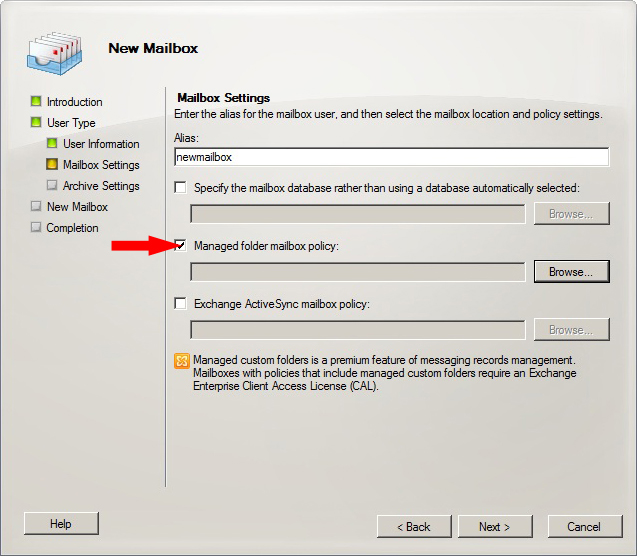 New Mailbox
Introduction
User Type
User Information
Mailbox Settings
Archive Settings
New Mailbox
Completion
Mailbox Settings
Enter the alias for the mailbox user, and then select the mailbox location and policy settings.
Alias:
newmailbox
Specify the mailbox database rather than using a database automatically selected:
Browse...
Managed folder mailbox policy:
Browse...
Exchange ActiveSync mailbox policy:
Browse...
Managed custom folders is a premium feature of messaging records management.
Mailboxes with policies that include managed custom folders require an Exchange
Enterprise Client Access License (CAL).
Help
< Back
Next >
Cancel